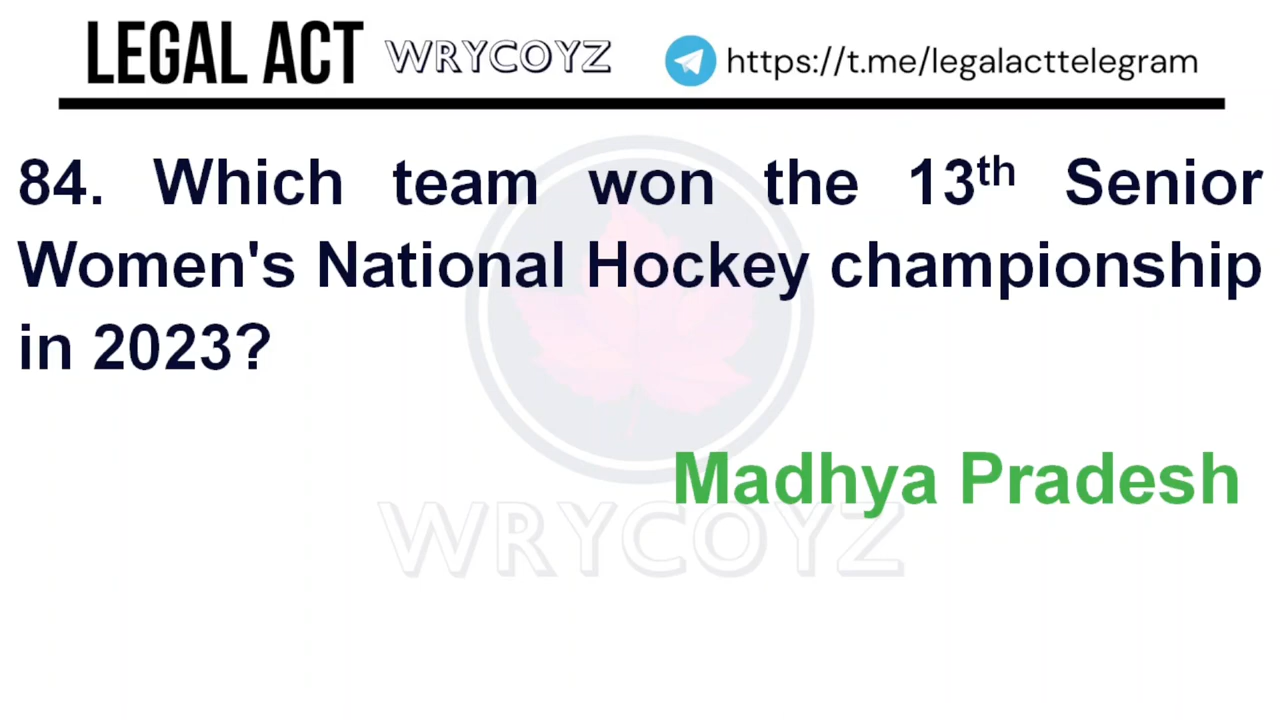 LEGAL ACT WRYCOYZ https://t.me/legalacttelegram
84. Which team won the 13th Senior
Women's National Hockey championship
in 2023?
Madhya Pradesh
WRYCOYZ